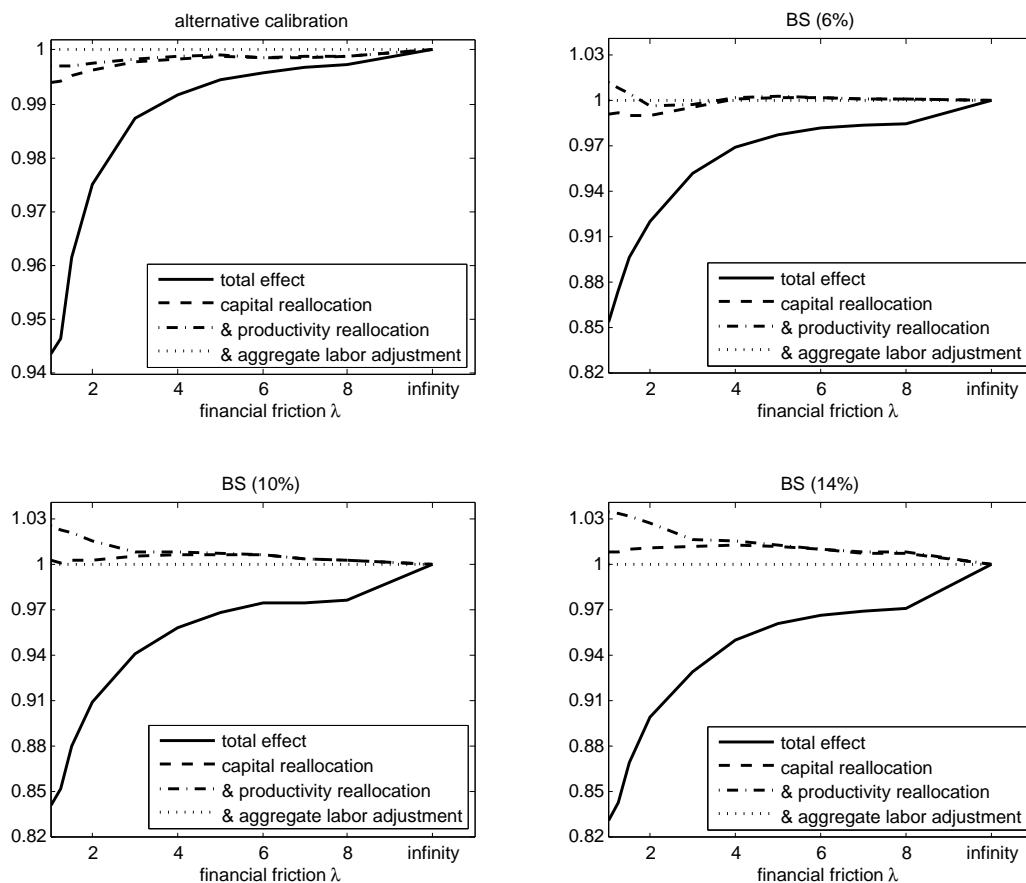 alternative calibration
1
0.99
0.98
0.97
0.96
0.95
0.94
total effect
capital reallocation
& productivity reallocation
& aggregate labor adjustment
2
4
6
8
infinity
financial friction λ
BS (6%)
1.03
1
0.97
0.94
0.91
0.88
0.85
0.82
total effect
capital reallocation
& productivity reallocation
& aggregate labor adjustment
2
4
6
8
infinity
financial friction λ
BS (10%)
1.03
1
0.97
0.94
0.91
0.88
0.85
0.82
total effect
capital reallocation
& productivity reallocation
& aggregate labor adjustment
2
4
6
8
infinity
financial friction λ
BS (14%)
1.03
1
0.97
0.94
0.91
0.88
0.85
0.82
total effect
capital reallocation
& productivity reallocation
& aggregate labor adjustment
2
4
6
8
infinity
financial friction λ